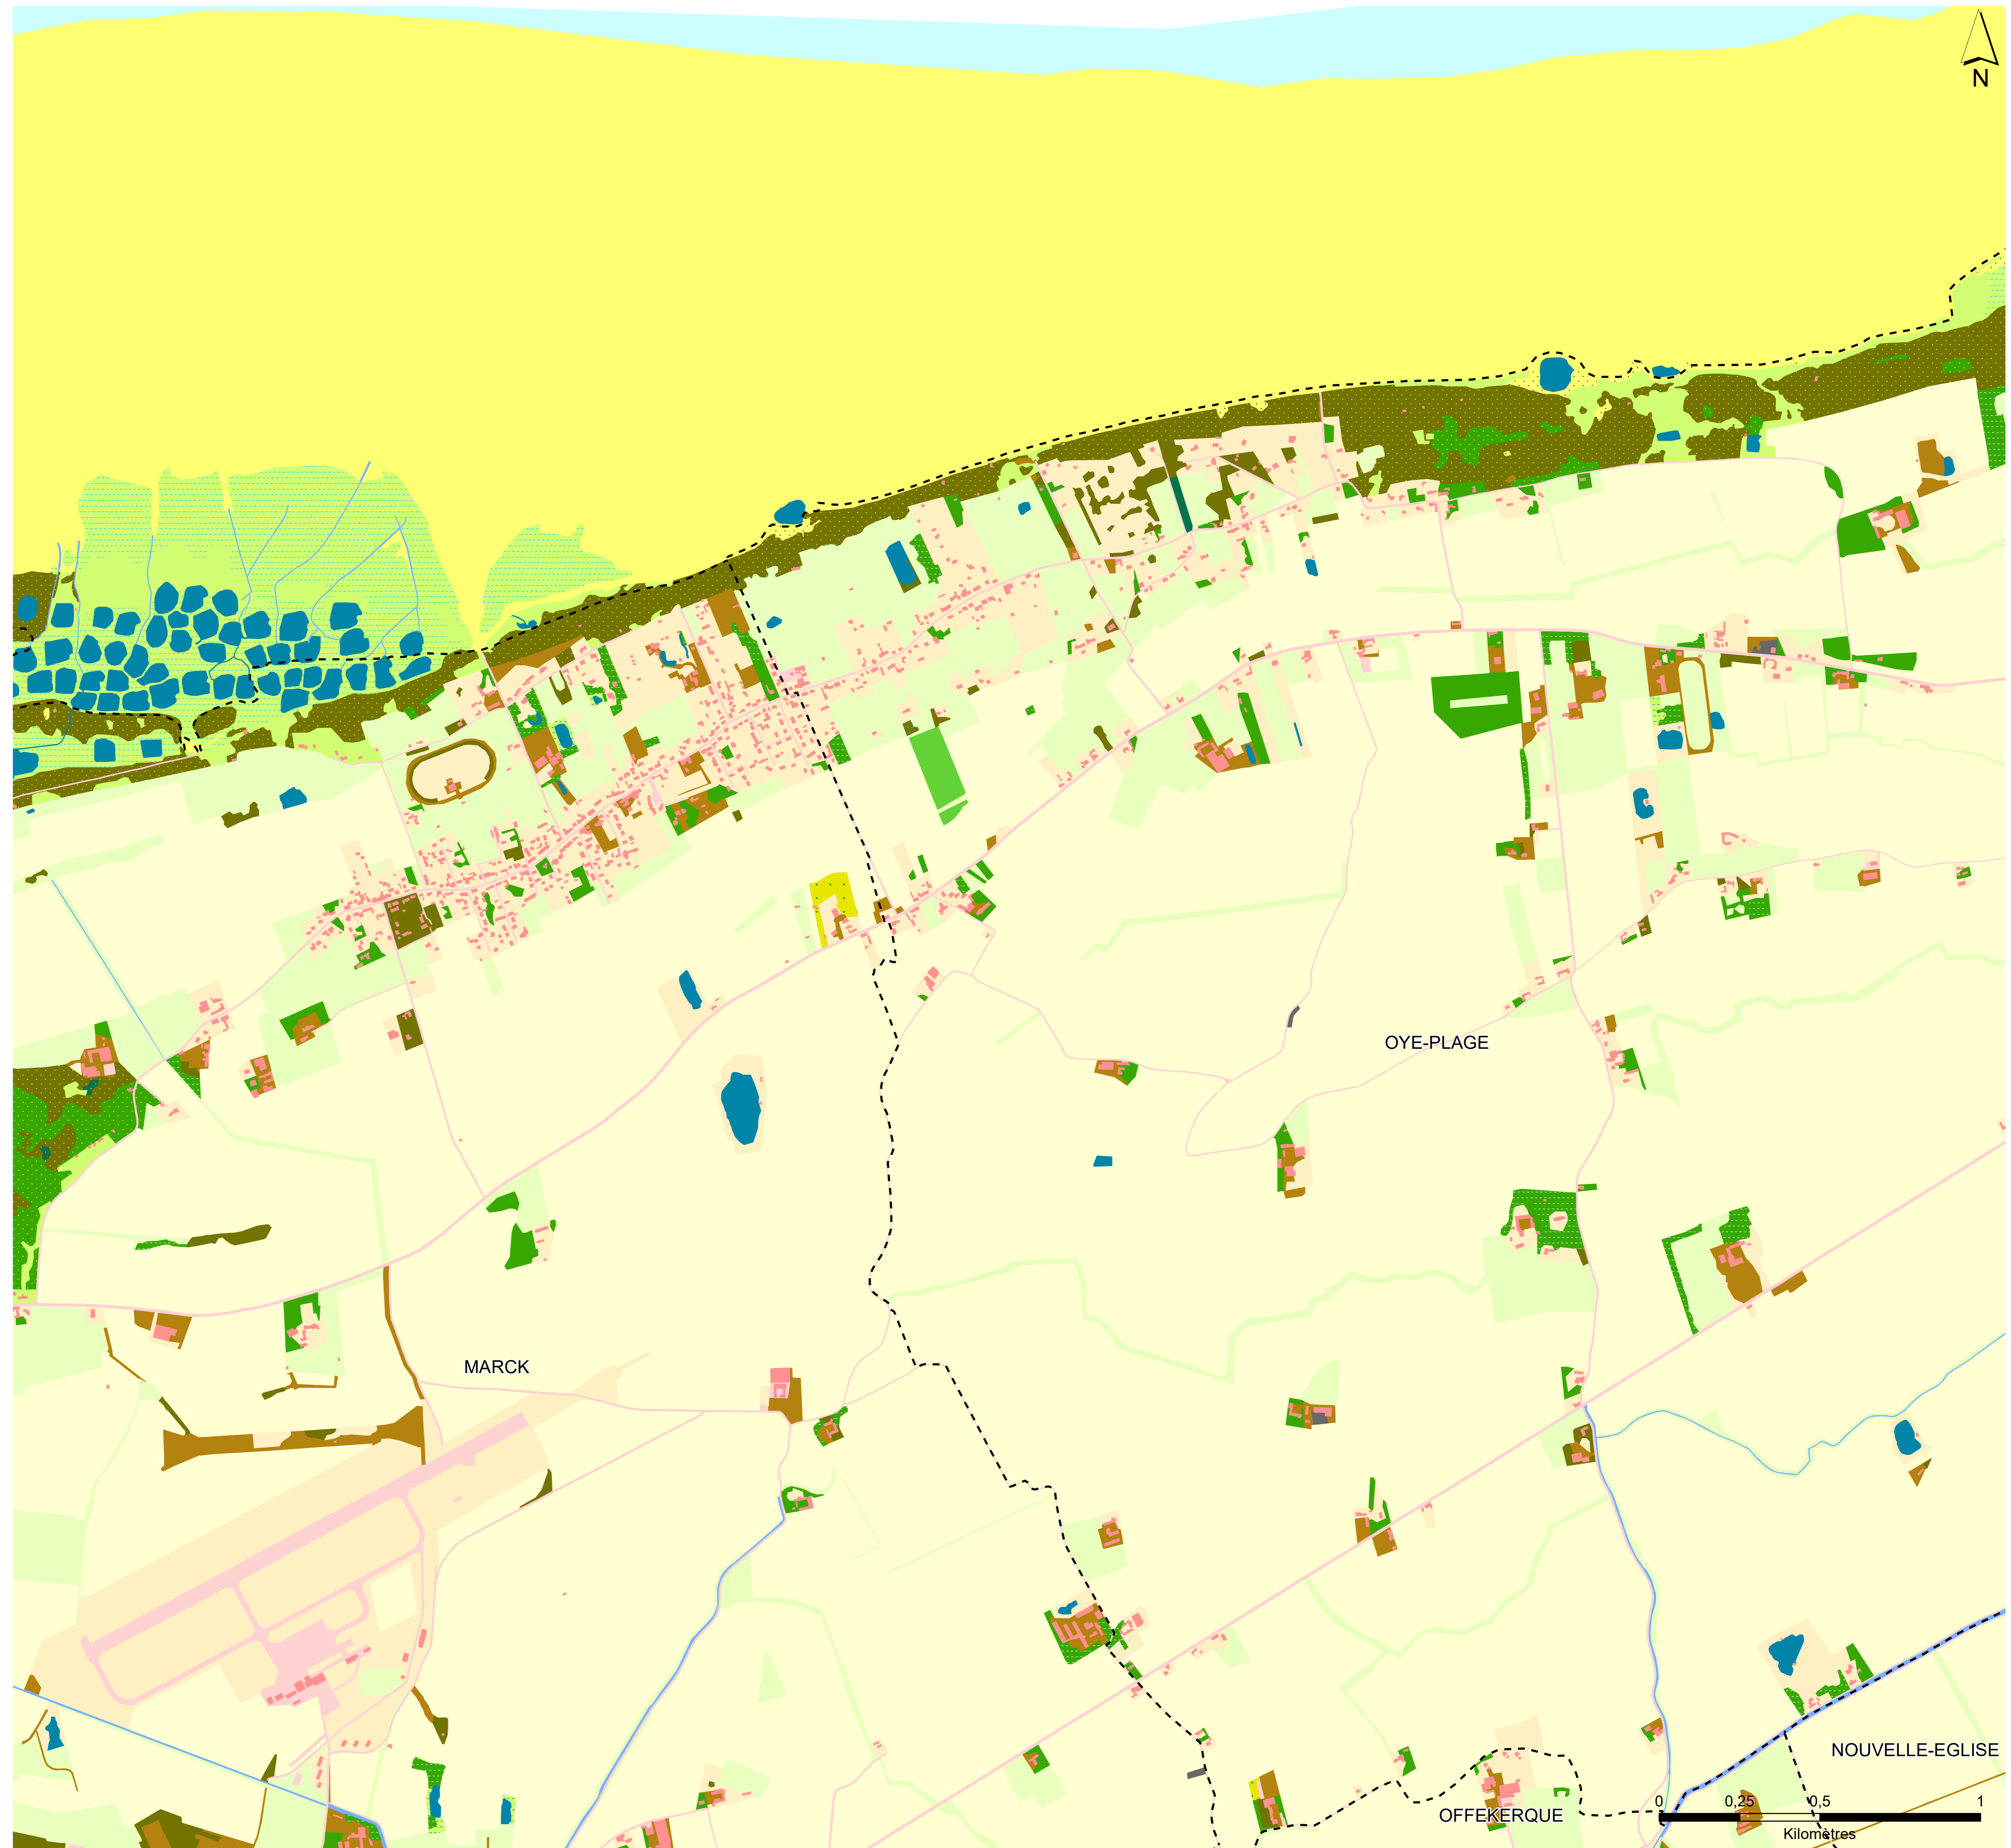 N
OYE-PLAGE
MARCK
NOUVELLE-EGLISE
OFFEKERQUE
0 0,25 0,5 1
Kilomètres